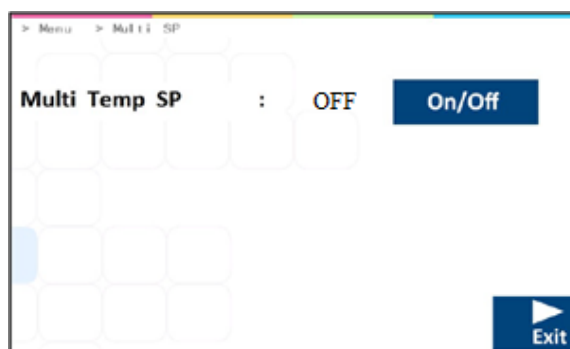 > Menu > Multi SP
Multi Temp SP : OFF On/Off
Exit